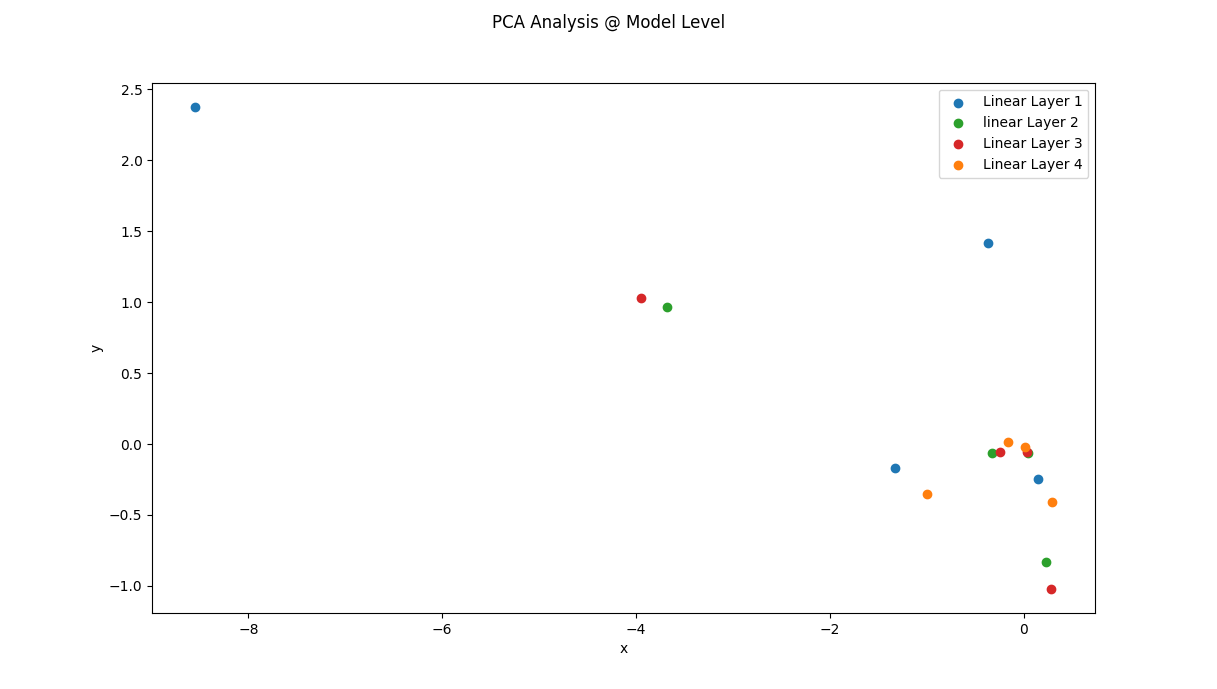 PCA Analysis @ Model Level
2.5
2.0
1.5
1.0
0.5
0.0
−0.5
−1.0
y
Linear Layer 1
linear Layer 2
Linear Layer 3
Linear Layer 4
−8 −6 −4 −2 0
x